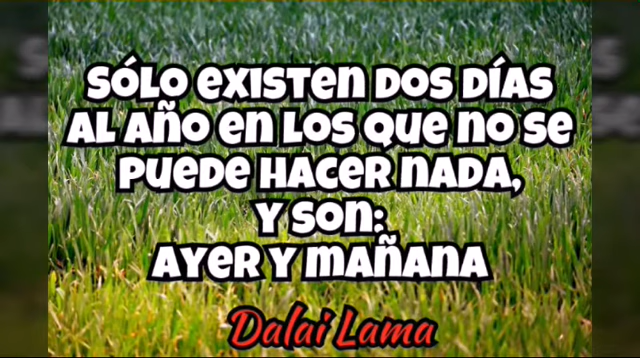 SÓLO EXISTEN DOS DÍAS
AL AÑO EN LOS QUE NO SE
PUEDE HACER NADA,
Y SON:
AYER Y MAÑANA
Dalai Lama